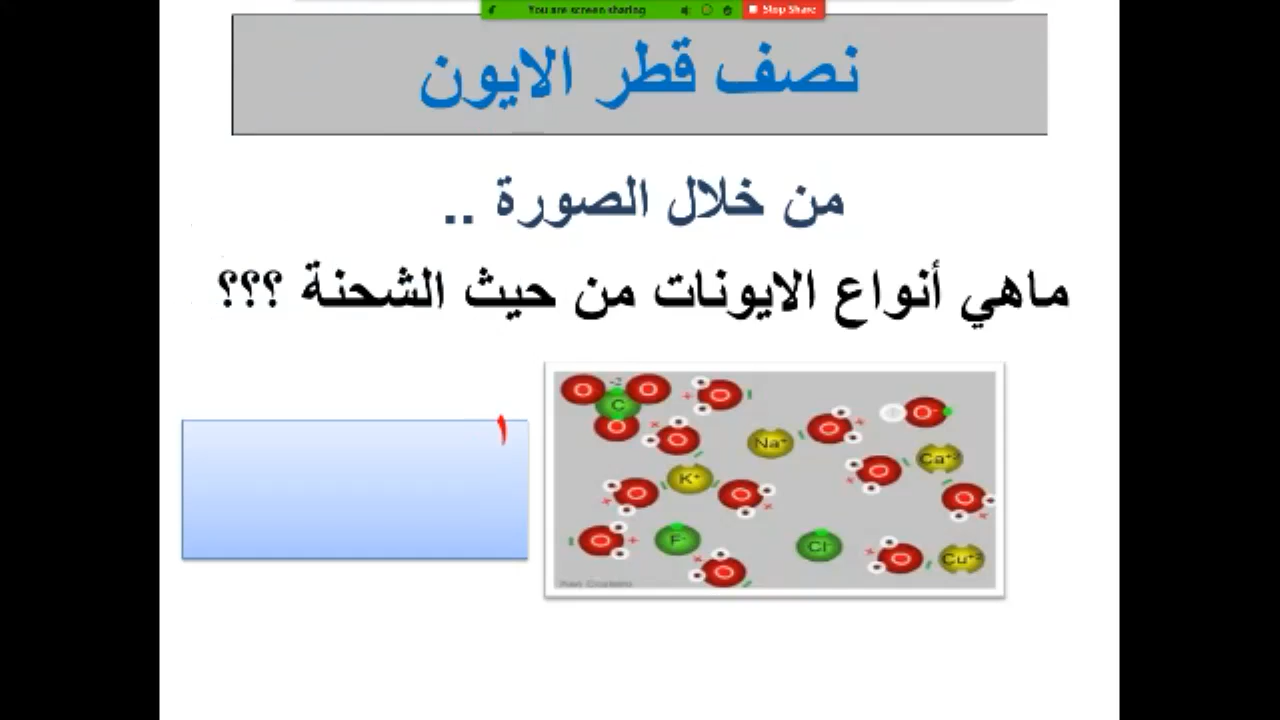 You are screen sharing Stop Share
نصف قطر الايون
من خلال الصورة ..
ماهي أنواع الايونات من حيث الشحنة ؟؟؟
١
-2
O O O
C O
O Na+ O Ca+2
K+ O
O O O
O F- Cl- O Cu+2
O